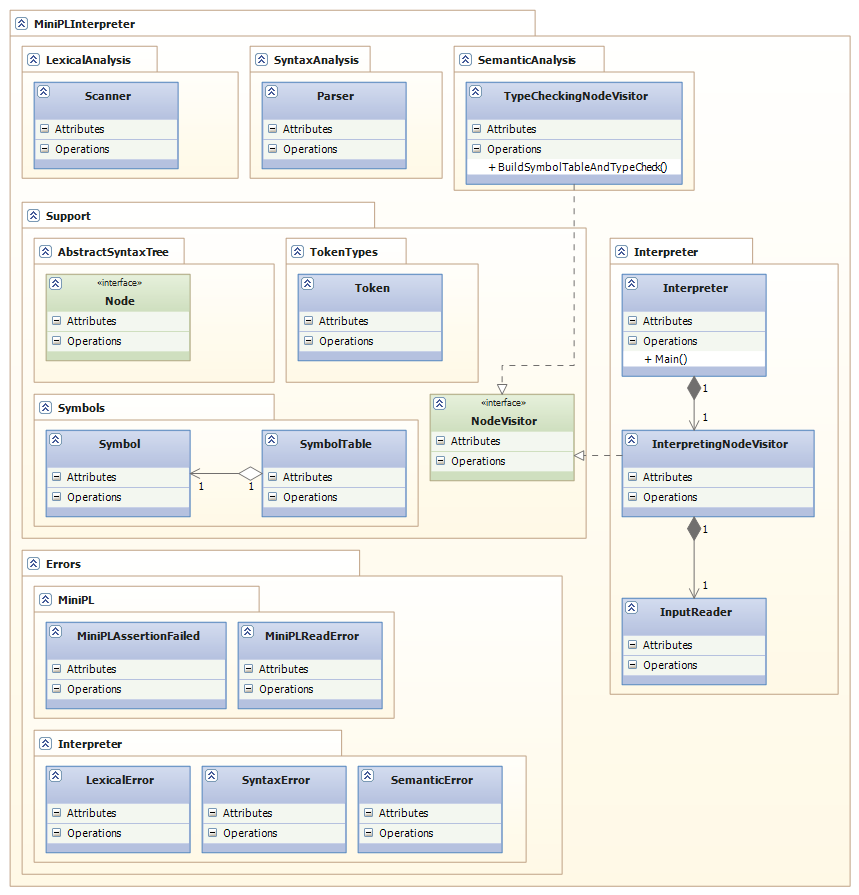 MiniPLInterpreter
LexicalAnalysis
Scanner
Attributes
Operations
SyntaxAnalysis
Parser
Attributes
Operations
SemanticAnalysis
TypeCheckingNodeVisitor
Attributes
Operations
+ BuildSymbolTableAndTypeCheck()
Support
AbstractSyntaxTree
«interface»
Node
Attributes
Operations
TokenTypes
Token
Attributes
Operations
Symbols
Symbol
Attributes
Operations
1
1
SymbolTable
Attributes
Operations
«interface»
NodeVisitor
Attributes
Operations
Interpreter
Interpreter
Attributes
Operations
+ Main()
1
1
InterpretingNodeVisitor
Attributes
Operations
1
1
InputReader
Attributes
Operations
Errors
MiniPL
MiniPLAssertionFailed
Attributes
Operations
MiniPLReadError
Attributes
Operations
Interpreter
LexicalError
Attributes
Operations
SyntaxError
Attributes
Operations
SemanticError
Attributes
Operations